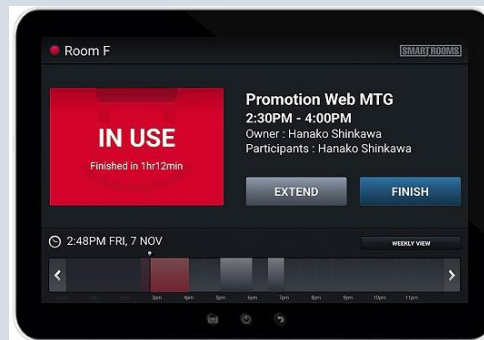 Room F
SMART ROOMS
IN USE
Finished in 1hr12min
Promotion Web MTG
2:30PM - 4:00PM
Owner : Hanako Shinkawa
Participants : Hanako Shinkawa
EXTEND
FINISH
2:48PM FRI, 7 NOV
WEEKLY VIEW
3pm 4pm 5pm 6pm 7pm 8pm 9pm 10pm 11pm